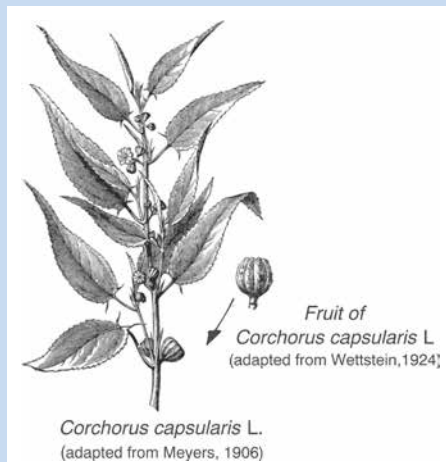 Fruit of
Corchorus capsularis L
(adapted from Wettstein,1924)
Corchorus capsularis L.
(adapted from Meyers, 1906)